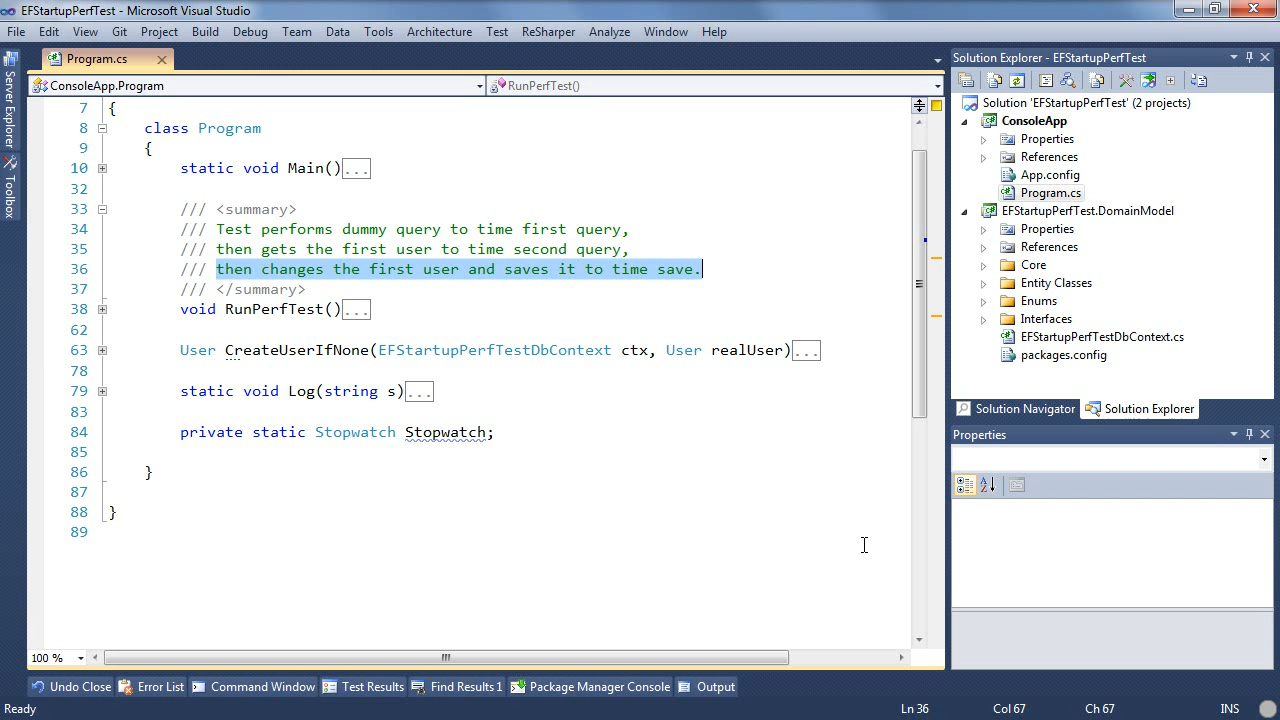 EFStartupPerfTest - Microsoft Visual Studio
File Edit View Git Project Build Debug Team Data Tools Architecture Test ReSharper Analyze Window Help
Server Explorer
Toolbox
Program.cs
ConsoleApp.Program RunPerfTest()
7 {
8 class Program
9 {
10 static void Main()...
32
33 /// <summary>
34 /// Test performs dummy query to time first query,
35 /// then gets the first user to time second query,
36 /// then changes the first user and saves it to time save.
37 /// </summary>
38 void RunPerfTest()...
62
63 User CreateUserIfNone(EFStartupPerfTestDbContext ctx, User realUser)...
78
79 static void Log(string s)...
83
84 private static Stopwatch Stopwatch;
85
86 }
87
88 }
89
100 %
Solution Explorer - EFStartupPerfTest
Solution 'EFStartupPerfTest' (2 projects)
ConsoleApp
Properties
References
App.config
Program.cs
EFStartupPerfTest.DomainModel
Properties
References
Core
Entity Classes
Enums
Interfaces
EFStartupPerfTestDbContext.cs
packages.config
Solution Navigator Solution Explorer
Properties
Undo Close Error List Command Window Test Results Find Results 1 Package Manager Console Output
Ready Ln 36 Col 67 Ch 67 INS